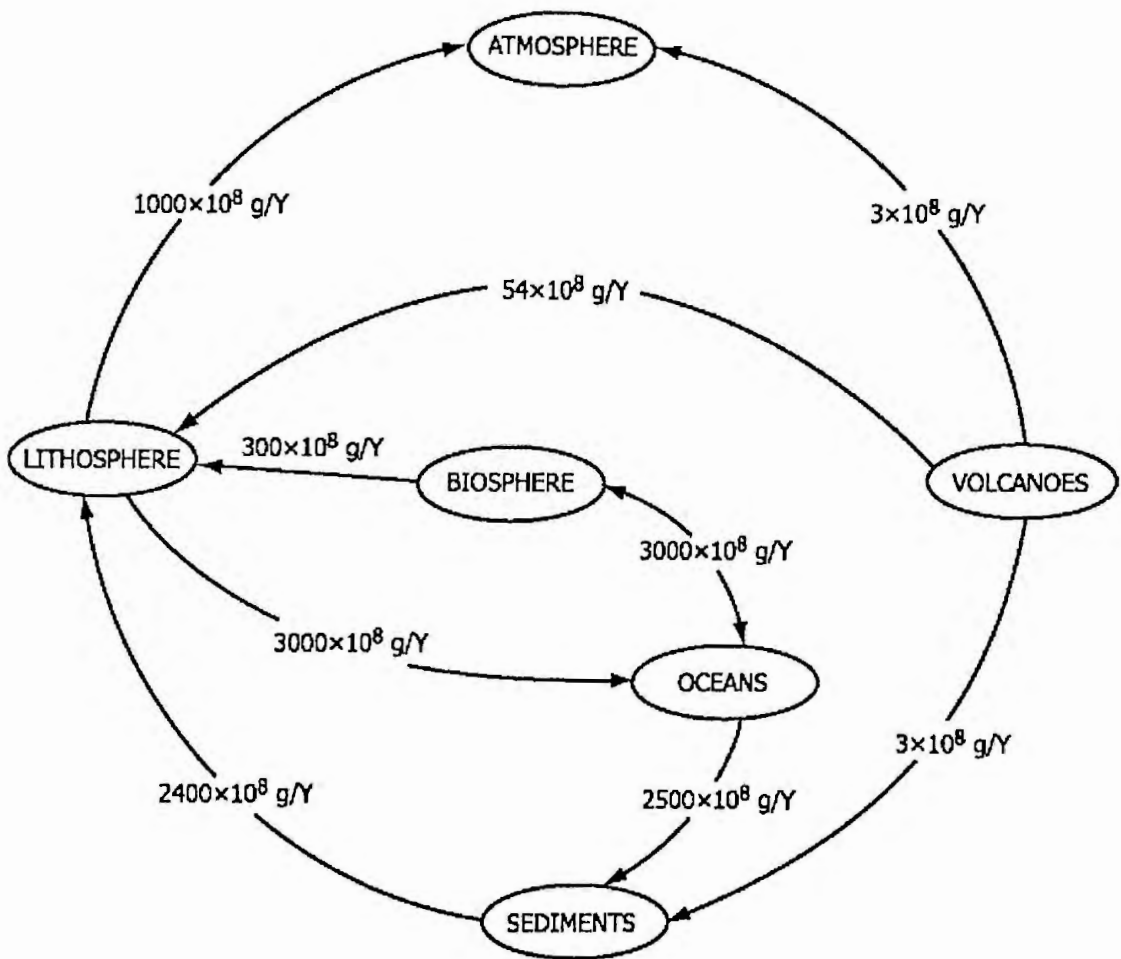 ATMOSPHERE
1000×10⁸ g/Y
3×10⁸ g/Y
54×10⁸ g/Y
LITHOSPHERE
300×10⁸ g/Y
BIOSPHERE
VOLCANOES
3000×10⁸ g/Y
3000×10⁸ g/Y
OCEANS
3×10⁸ g/Y
2400×10⁸ g/Y
2500×10⁸ g/Y
SEDIMENTS